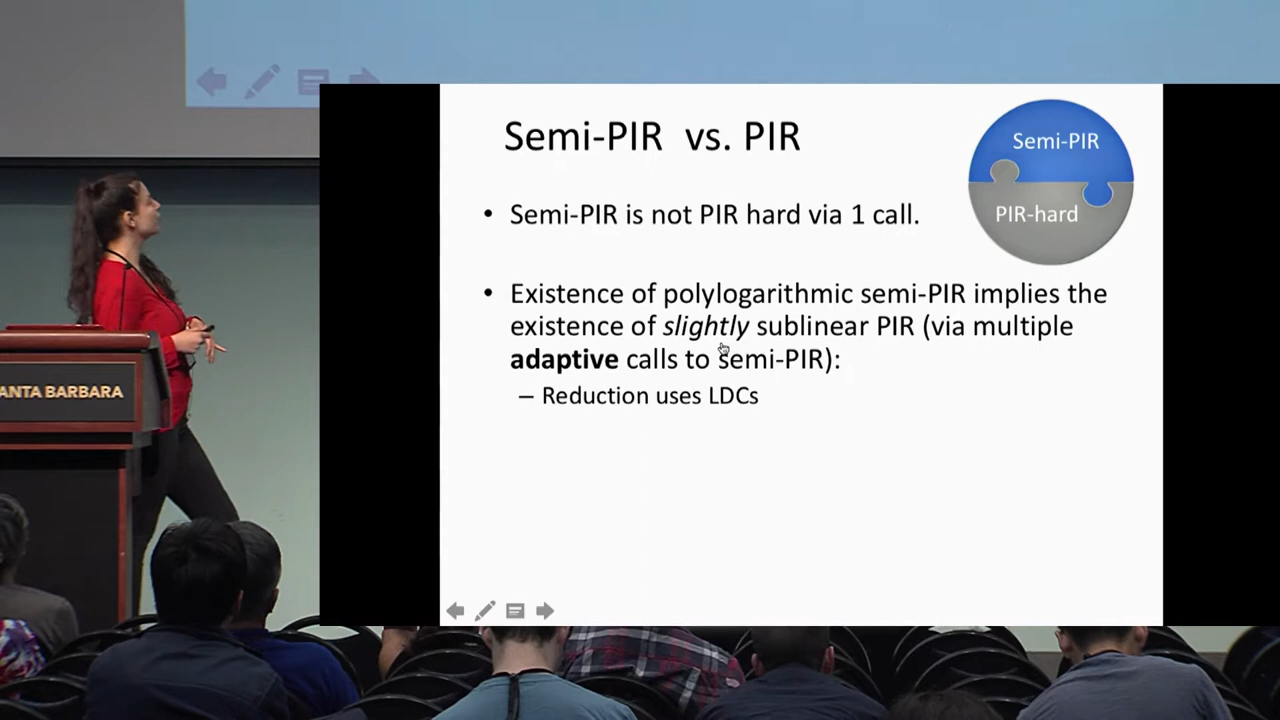 Semi-PIR vs. PIR
Semi-PIR
PIR-hard
• Semi-PIR is not PIR hard via 1 call.
• Existence of polylogarithmic semi-PIR implies the
existence of slightly sublinear PIR (via multiple
adaptive calls to semi-PIR):
– Reduction uses LDCs
ANTA BARBARA